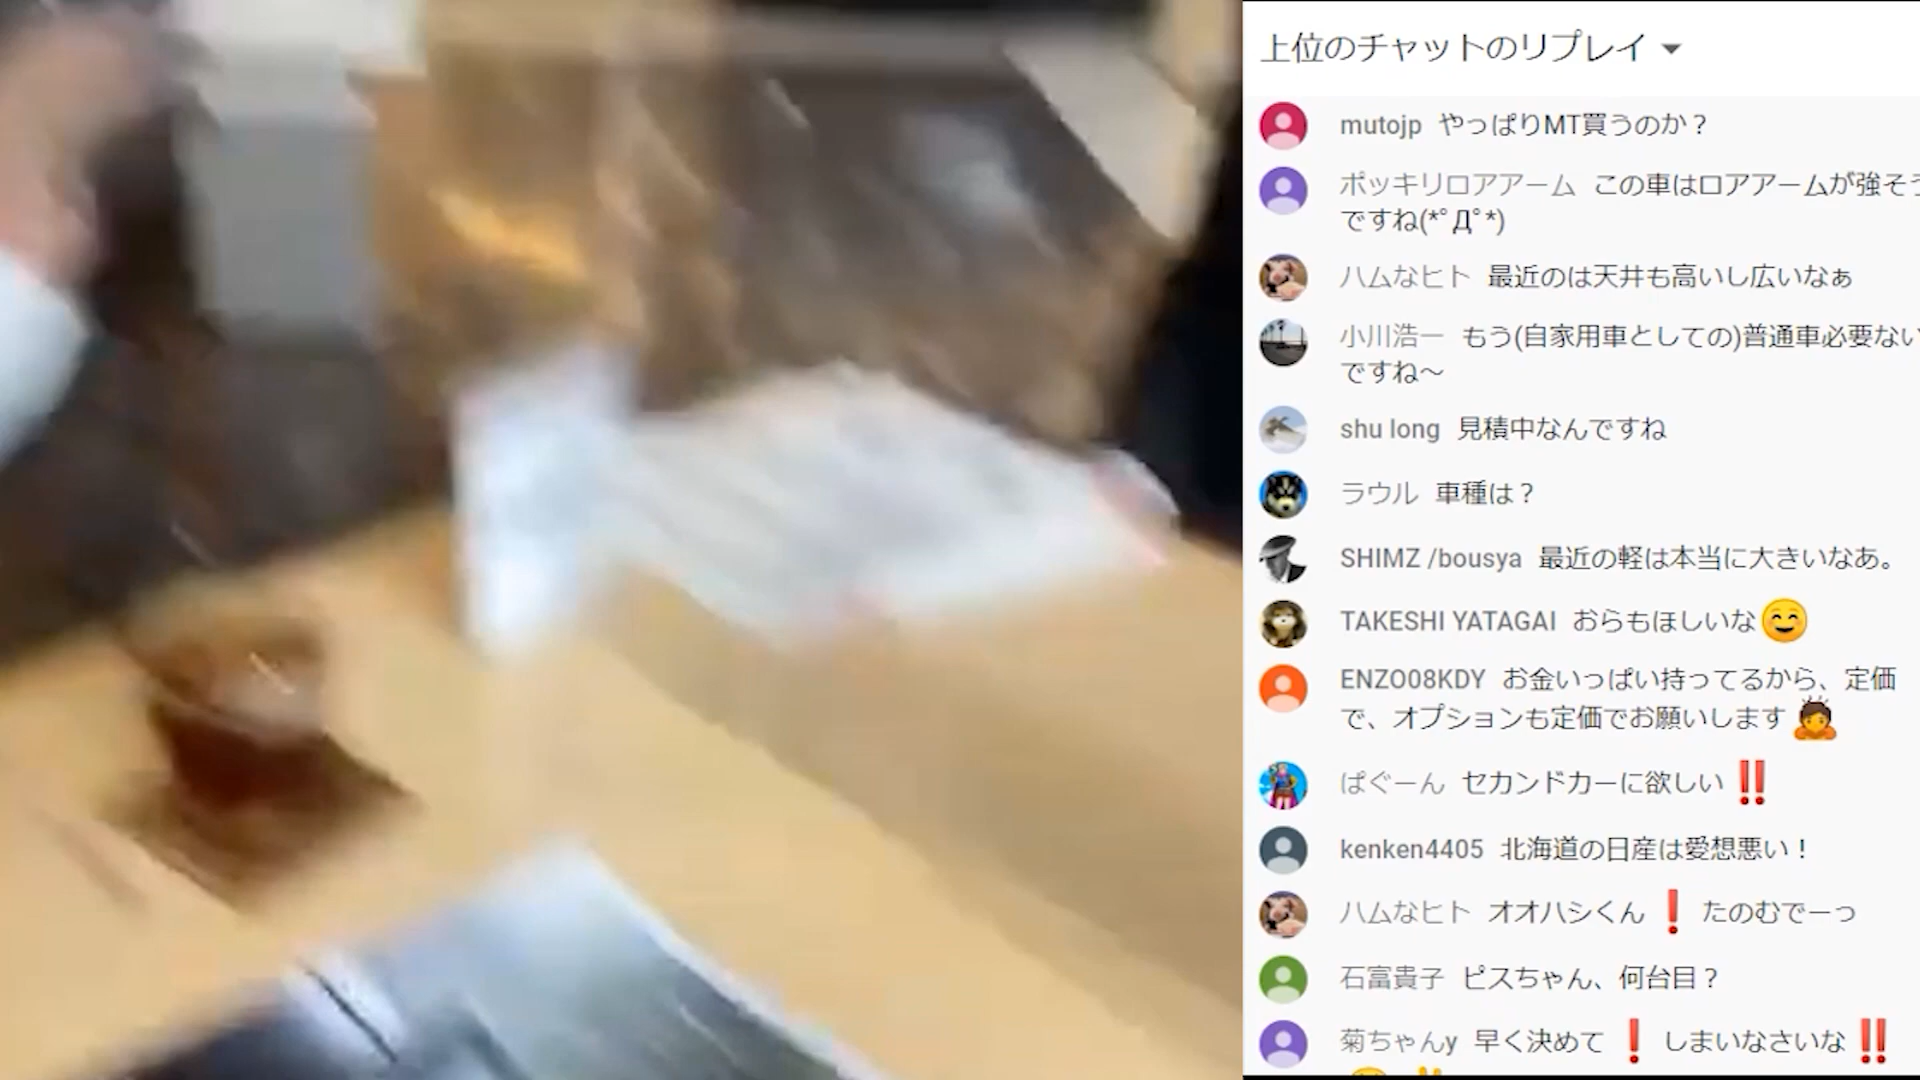 上位のチャットのリプレイ
mutojp やっぱりMT買うのか？
ポッキリロアアーム この車はロアアームが強そう
ですね(*ﾟДﾟ*)
ハムなヒト 最近のは天井も高いし広いなぁ
小川浩一 もう(自家用車としての)普通車必要ない
ですね〜
shu long 見積中なんですね
ラウル 車種は？
SHIMZ /bousya 最近の軽は本当に大きいなあ。
TAKESHI YATAGAI おらもほしいな😊
ENZO08KDY お金いっぱい持ってるから、定価
で、オプションも定価でお願いします🙇
ぱぐーん セカンドカーに欲しい‼️
kenken4405 北海道の日産は愛想悪い！
ハムなヒト オオハシくん❗たのむでーっ
石富貴子 ピスちゃん、何台目？
菊ちゃんy 早く決めて❗しまいなさいな‼️